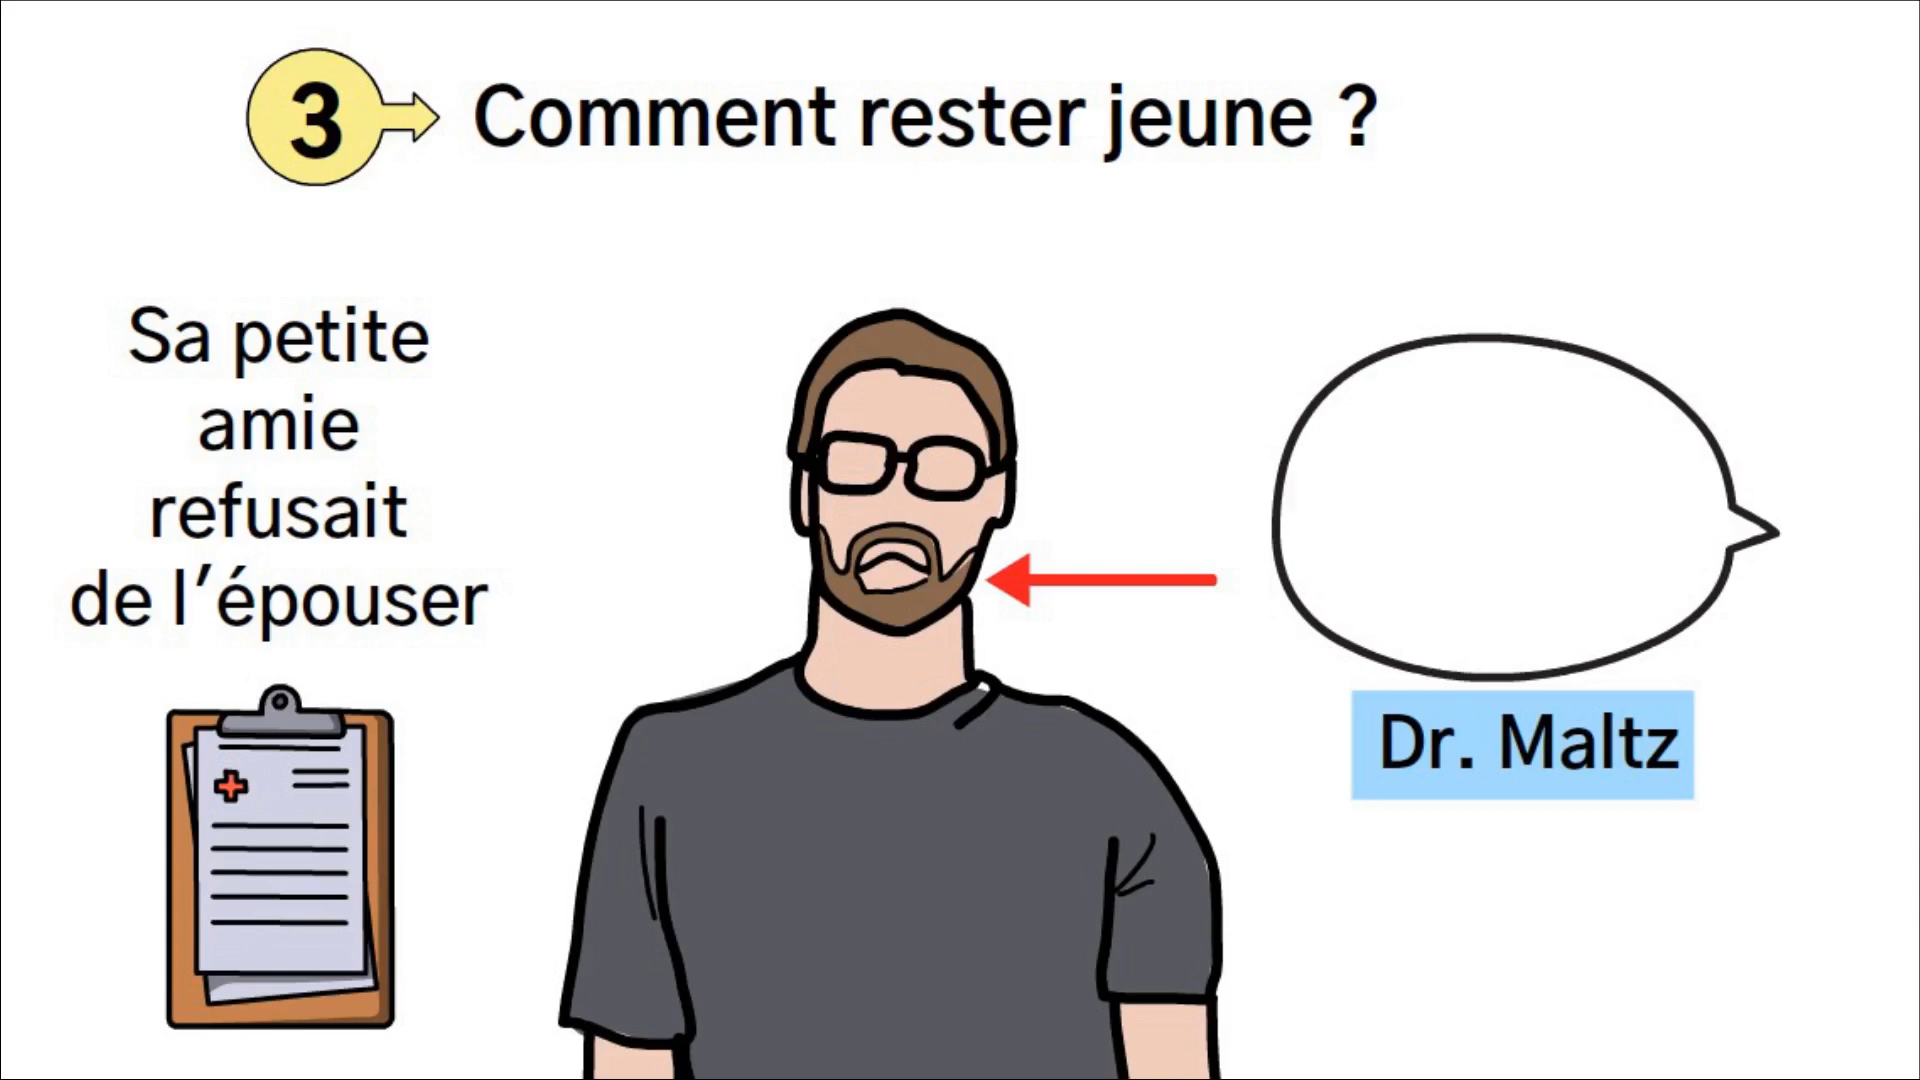 3
Comment rester jeune ?
Sa petite
amie
refusait
de l’épouser
Dr. Maltz